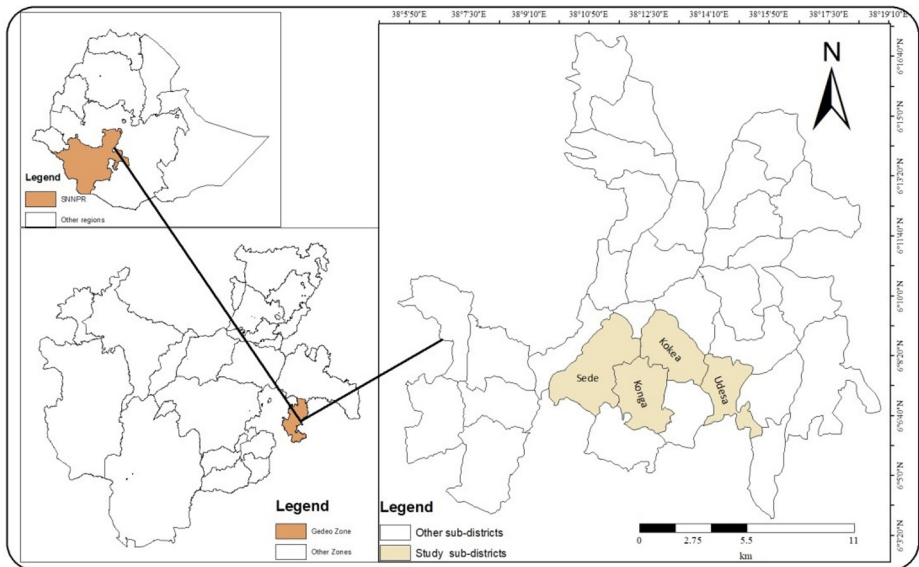 38°5'50"E 38°7'30"E 38°9'10"E 38°10'50"E 38°12'30"E 38°14'10"E 38°15'50"E 38°17'30"E 38°19'10"E
Legend
SNNPR
Other regions
Legend
Gedeo Zone
Other Zones
N
6°16'40"N
6°15'0"N
6°13'20"N
6°11'40"N
6°10'0"N
6°8'20"N
6°6'40"N
6°5'0"N
6°3'20"N
Sede
Kokea
Konga
Udesa
Legend
Other sub-districts
Study sub-districts
0 2.75 5.5 11
km